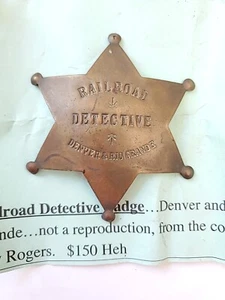 RAILROAD
DETECTIVE
DENVER & RIO GRANDE
lroad Detective Badge…Denver and
nde…not a reproduction, from the co
Rogers. $150 Heh